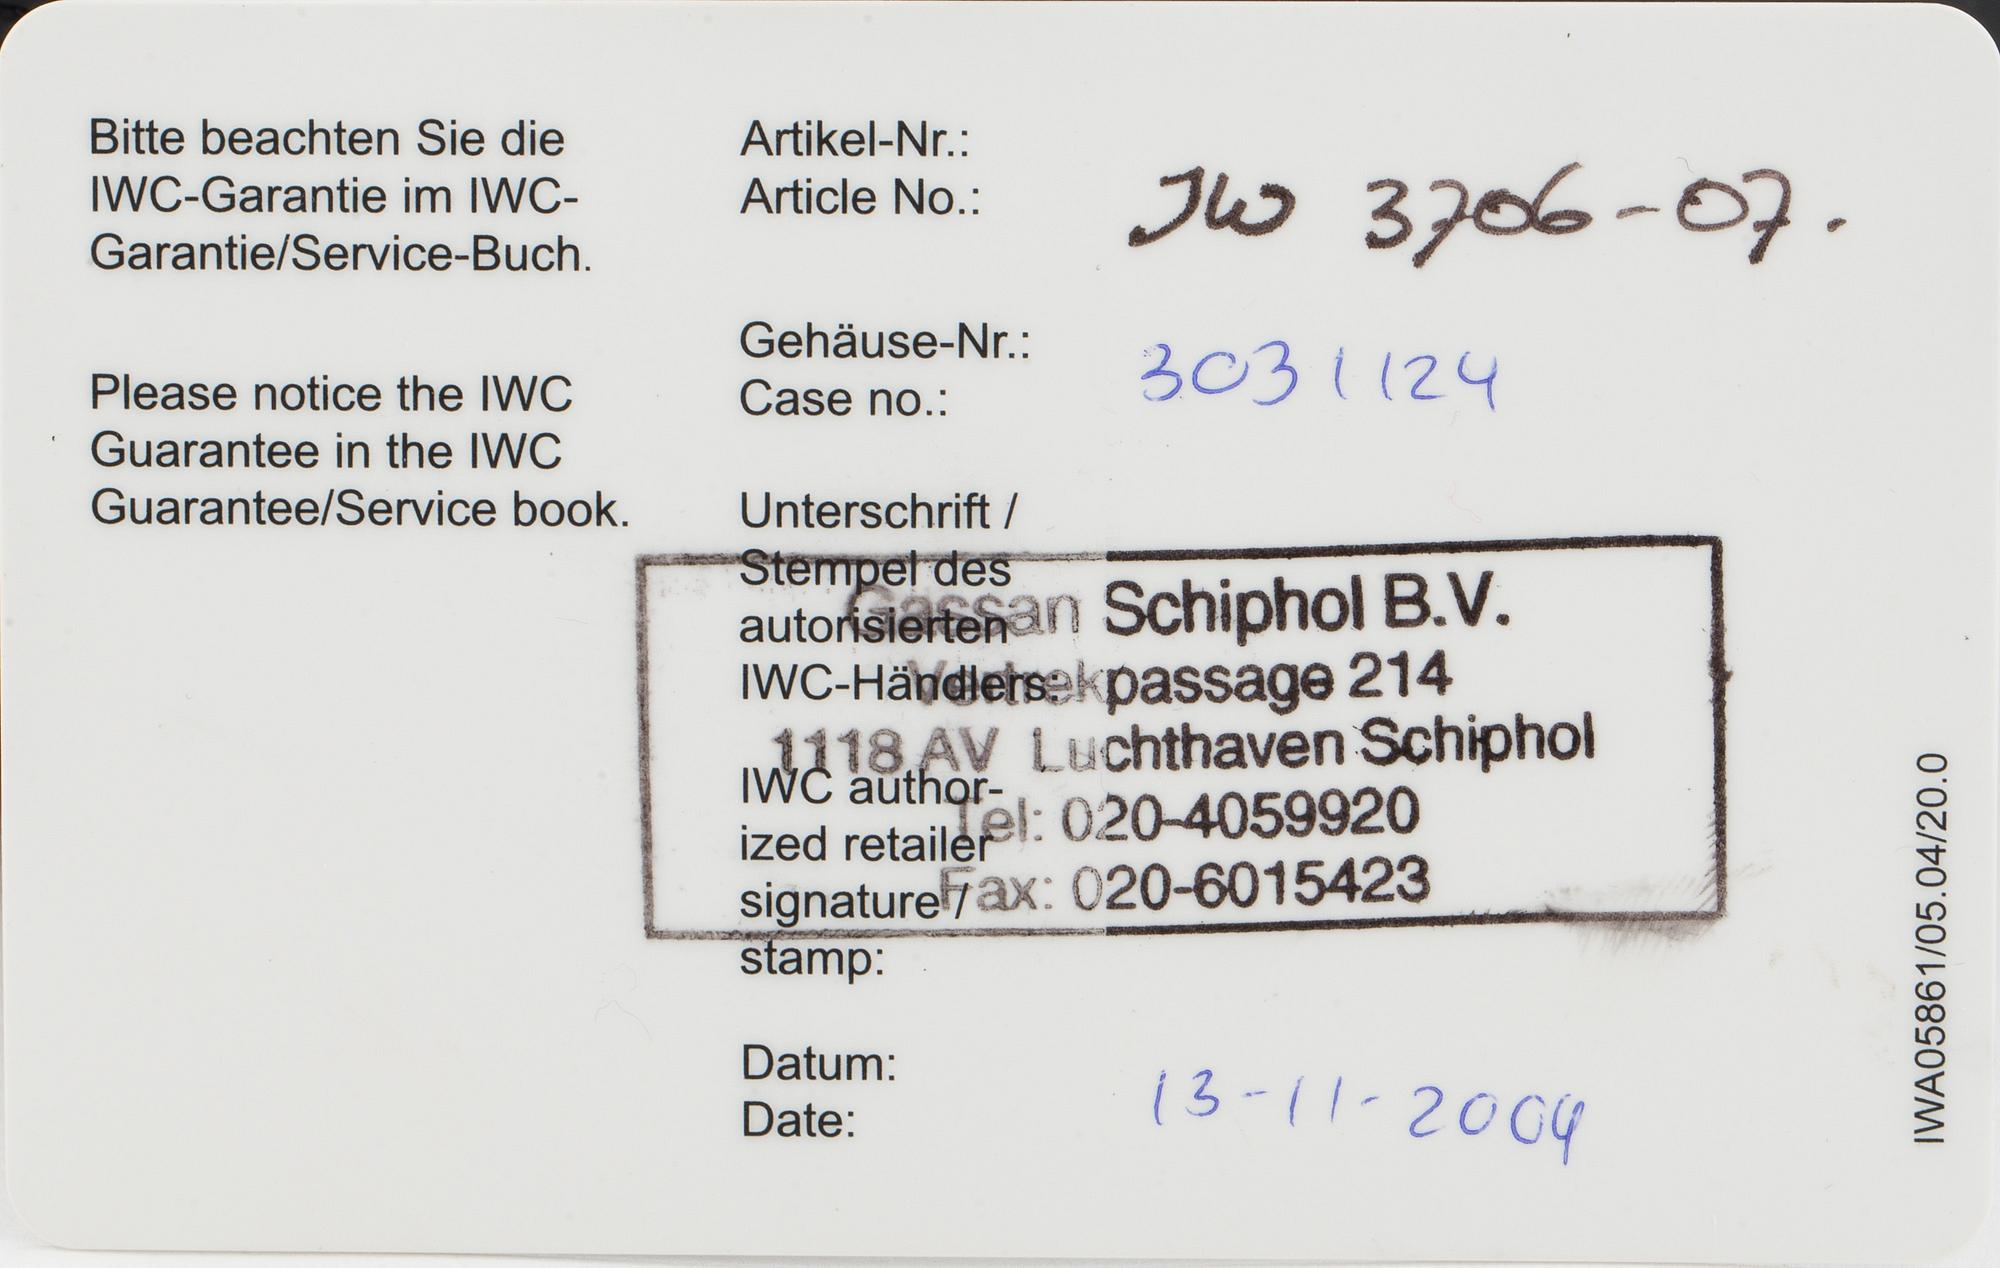 Bitte beachten Sie die
IWC-Garantie im IWC-
Garantie/Service-Buch.
Please notice the IWC
Guarantee in the IWC
Guarantee/Service book.
Artikel-Nr.:
Article No.:
JW 3706-07.
Gehäuse-Nr.:
Case no.:
3031124
Unterschrift /
Stempel des
autorisierten
IWC-Händlers:
IWC author-
ized retailer
signature /
stamp:
Gassan Schiphol B.V.
Vertrekpassage 214
1118 AV Luchthaven Schiphol
Tel: 020-4059920
Fax: 020-6015423
Datum:
Date:
13-11-2004
IWA05861/05.04/20.0